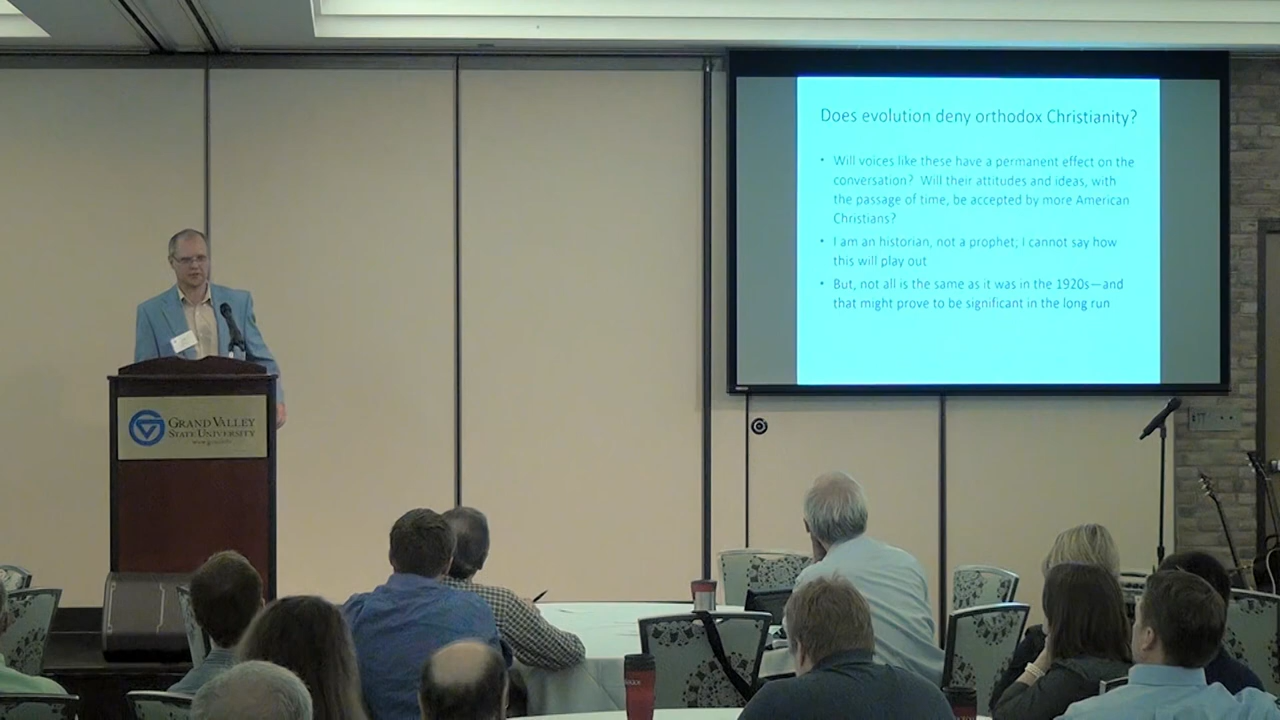 Does evolution deny orthodox Christianity?
• Will voices like these have a permanent effect on the
conversation? Will their attitudes and ideas, with
the passage of time, be accepted by more American
Christians?
• I am an historian, not a prophet; I cannot say how
this will play out
• But, not all is the same as it was in the 1920s—and
that might prove to be significant in the long run
GRAND VALLEY
STATE UNIVERSITY